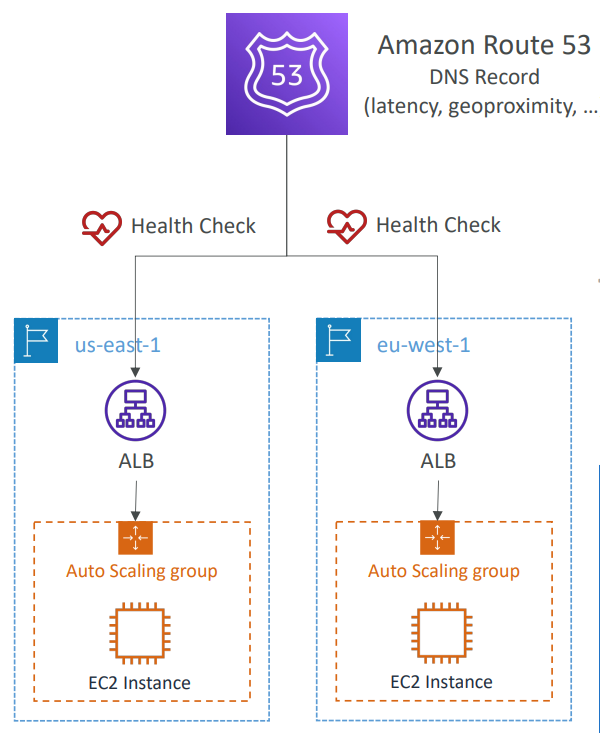 53
Amazon Route 53
DNS Record
(latency, geoproximity, ...
Health Check
Health Check
us-east-1
eu-west-1
ALB
ALB
Auto Scaling group
Auto Scaling group
EC2 Instance
EC2 Instance